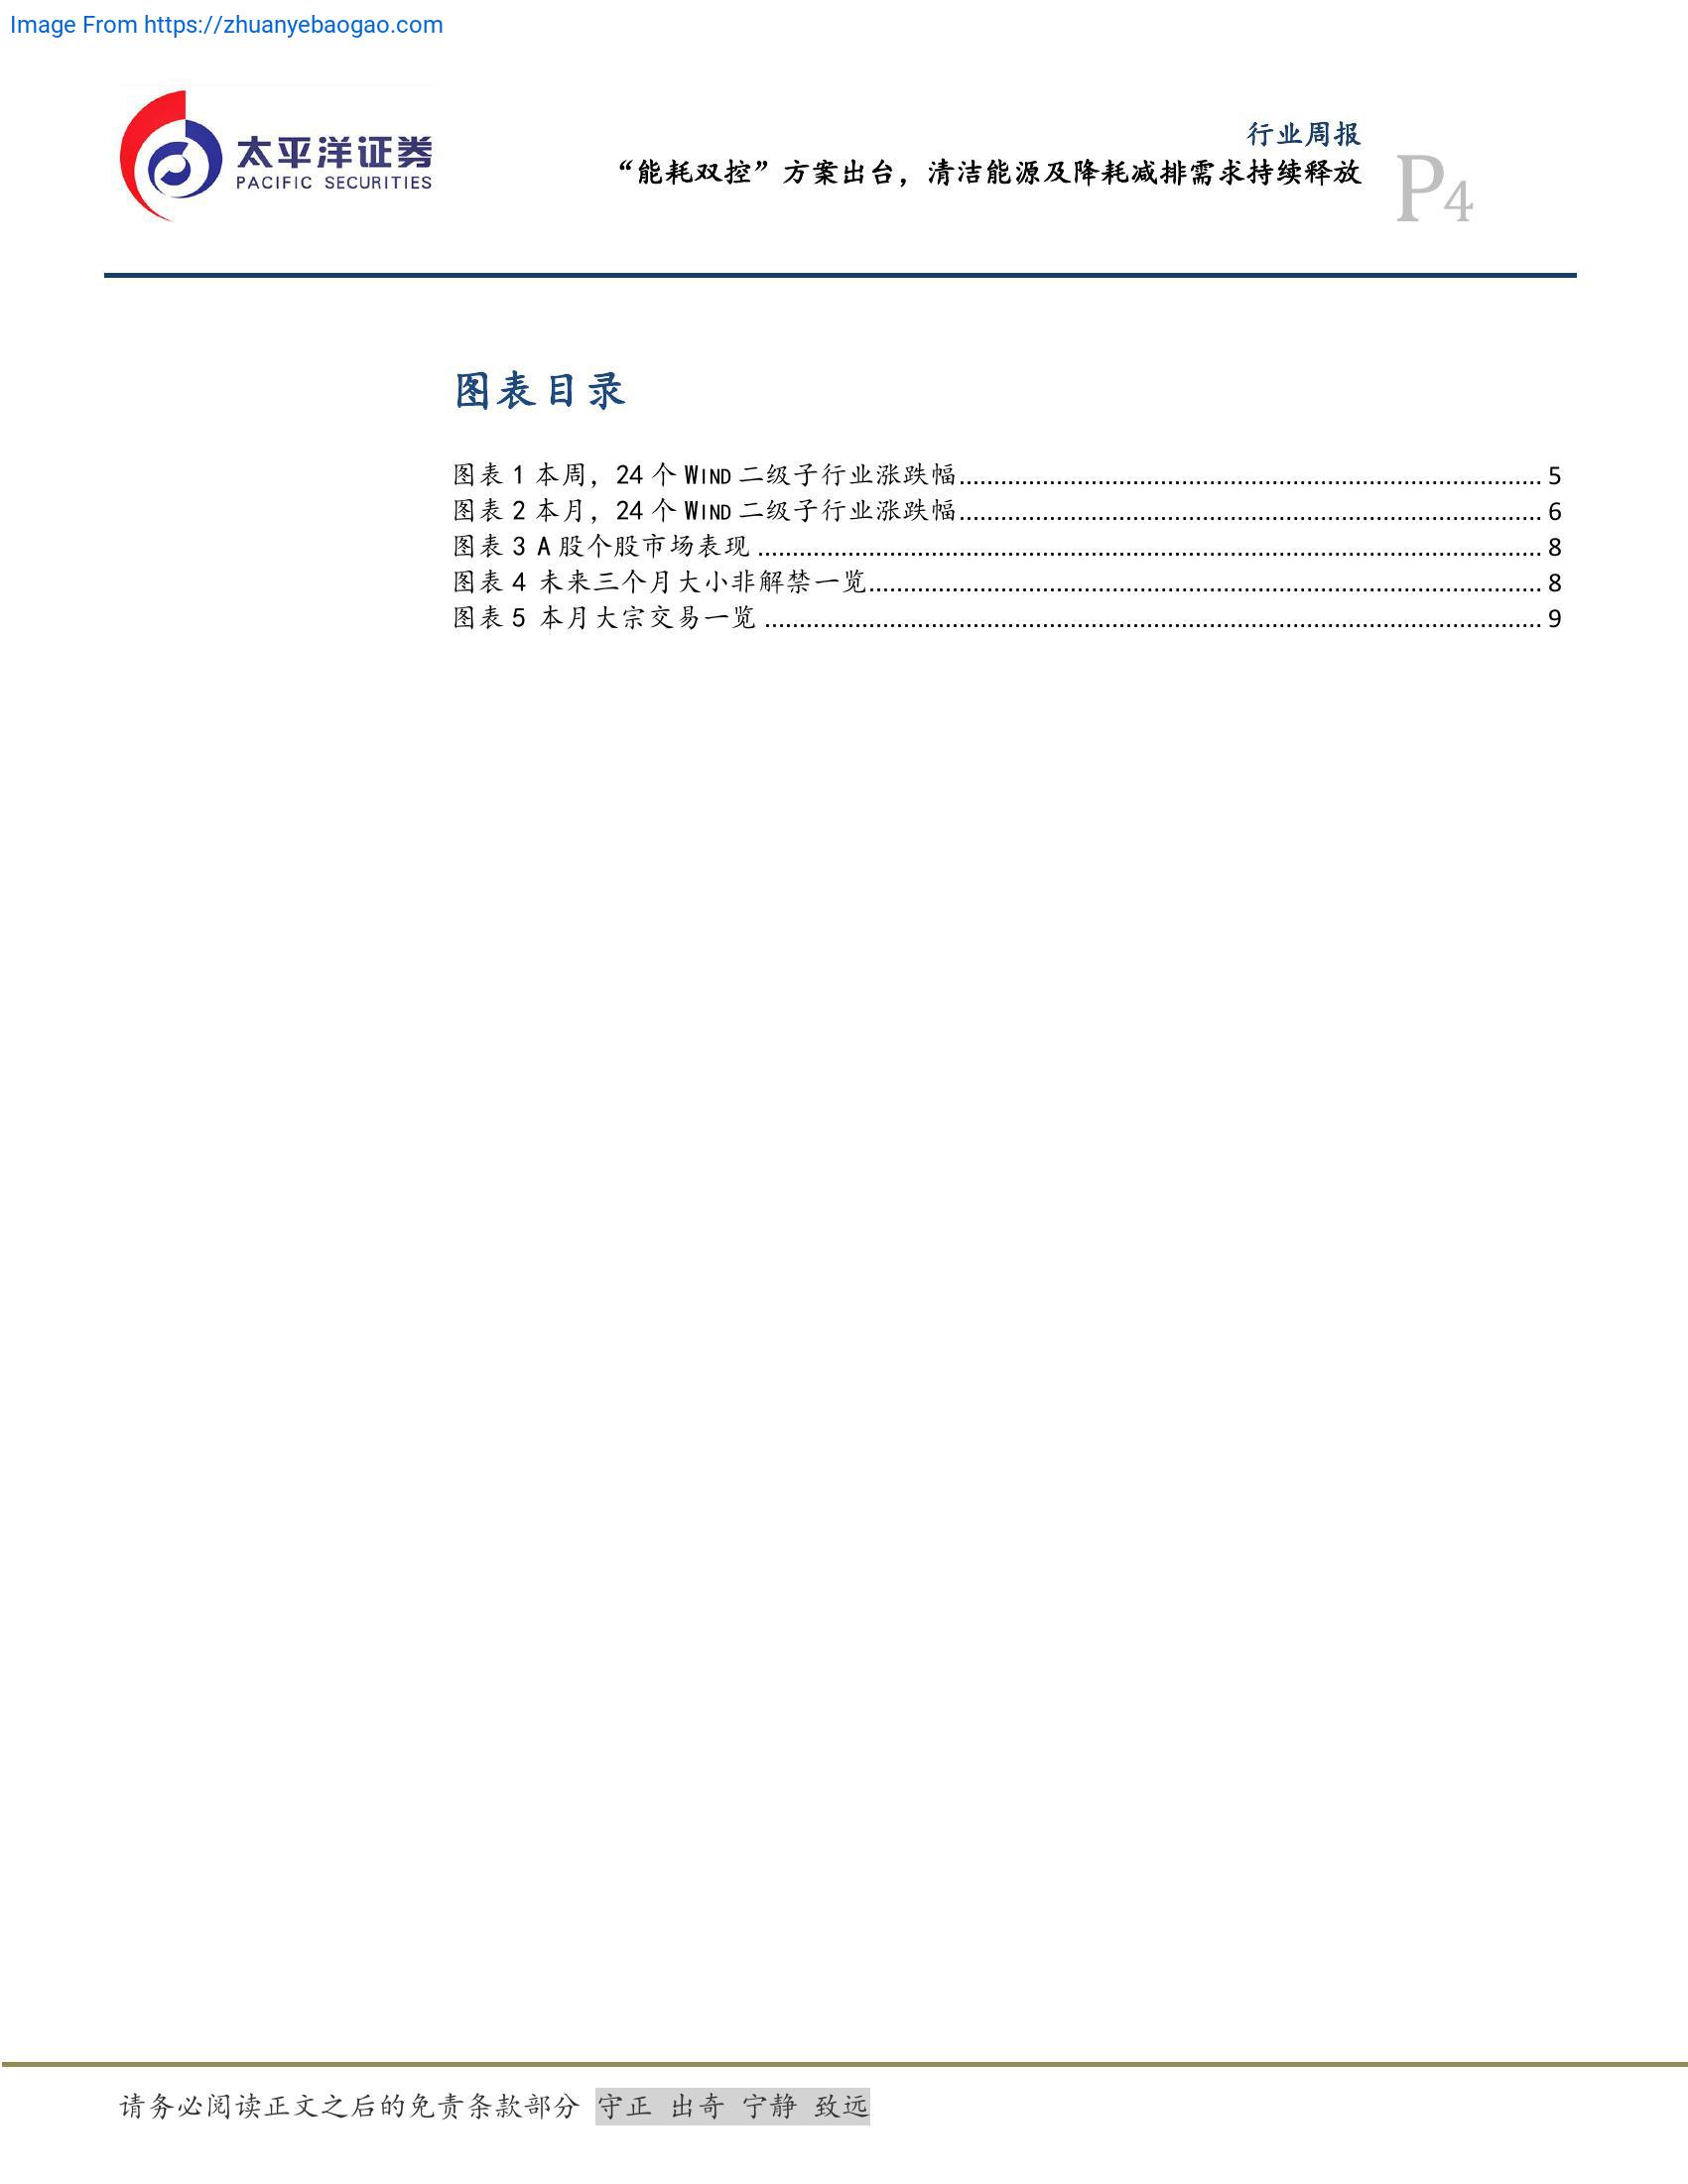 Image From https://zhuanyebaogao.com
太平洋证券
PACIFIC SECURITIES
行业周报
“能耗双控”方案出台，清洁能源及降耗减排需求持续释放
P4
图表目录
图表 1 本周，24 个 WIND 二级子行业涨跌幅.................................................................................... 5
图表 2 本月，24 个 WIND 二级子行业涨跌幅.................................................................................... 6
图表 3 A 股个股市场表现 ................................................................................................................. 8
图表 4 未来三个月大小非解禁一览................................................................................................. 8
图表 5 本月大宗交易一览 ................................................................................................................ 9
请务必阅读正文之后的免责条款部分 守正 出奇 宁静 致远